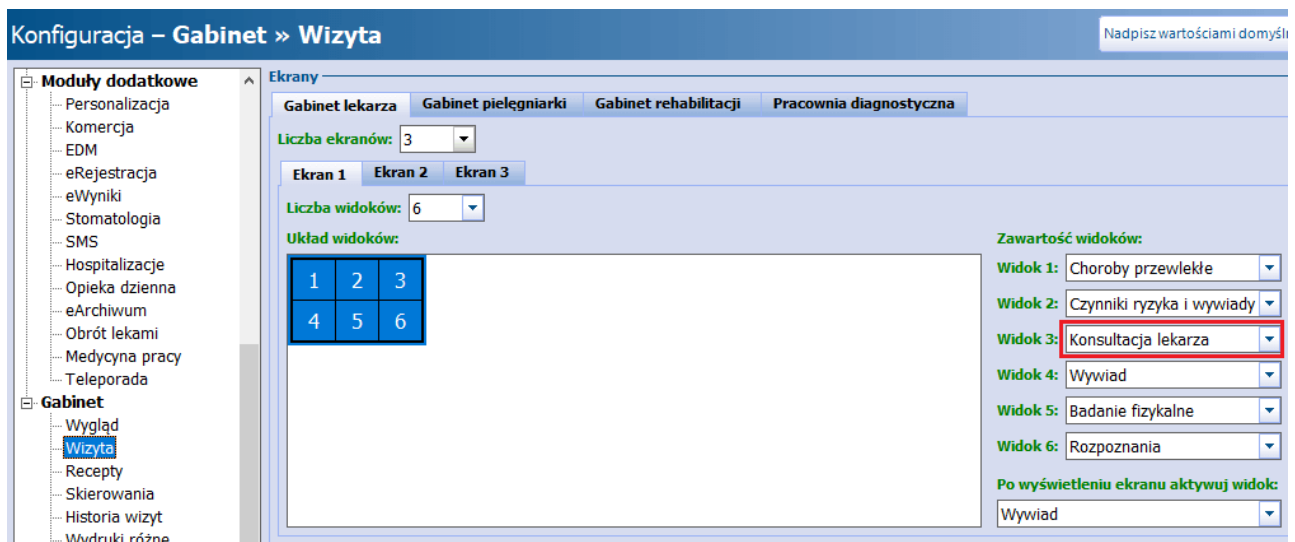 Konfiguracja – Gabinet » Wizyta
Nadpisz wartościami domyśl
Moduły dodatkowe
Personalizacja
Komercja
EDM
eRejestracja
eWyniki
Stomatologia
SMS
Hospitalizacje
Opieka dzienna
eArchiwum
Obrót lekami
Medycyna pracy
Teleporada
Gabinet
Wygląd
Wizyta
Recepty
Skierowania
Historia wizyt
Wydruki różne
Ekrany
Gabinet lekarza Gabinet pielęgniarki Gabinet rehabilitacji Pracownia diagnostyczna
Liczba ekranów: 3
Ekran 1 Ekran 2 Ekran 3
Liczba widoków: 6
Układ widoków:
1 2 3
4 5 6
Zawartość widoków:
Widok 1: Choroby przewlekłe
Widok 2: Czynniki ryzyka i wywiady
Widok 3: Konsultacja lekarza
Widok 4: Wywiad
Widok 5: Badanie fizykalne
Widok 6: Rozpoznania
Po wyświetleniu ekranu aktywuj widok:
Wywiad